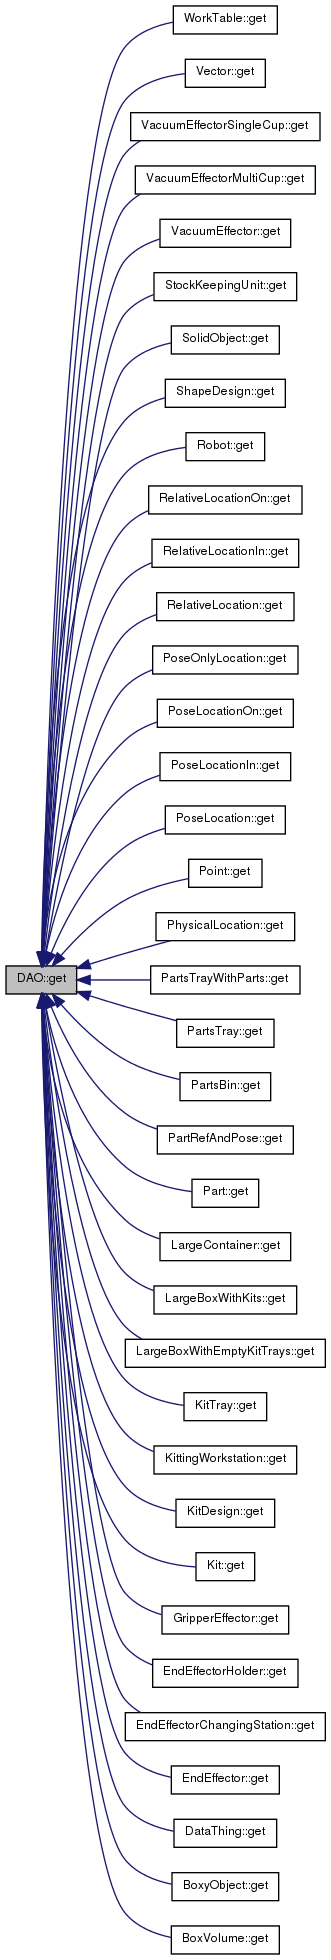 WorkTable::get
Vector::get
VacuumEffectorSingleCup::get
VacuumEffectorMultiCup::get
VacuumEffector::get
StockKeepingUnit::get
SolidObject::get
ShapeDesign::get
Robot::get
RelativeLocationOn::get
RelativeLocationIn::get
RelativeLocation::get
PoseOnlyLocation::get
PoseLocationOn::get
PoseLocationIn::get
PoseLocation::get
Point::get
PhysicalLocation::get
DAO::get
PartsTrayWithParts::get
PartsTray::get
PartsBin::get
PartRefAndPose::get
Part::get
LargeContainer::get
LargeBoxWithKits::get
LargeBoxWithEmptyKitTrays::get
KitTray::get
KittingWorkstation::get
KitDesign::get
Kit::get
GripperEffector::get
EndEffectorHolder::get
EndEffectorChangingStation::get
EndEffector::get
DataThing::get
BoxyObject::get
BoxVolume::get